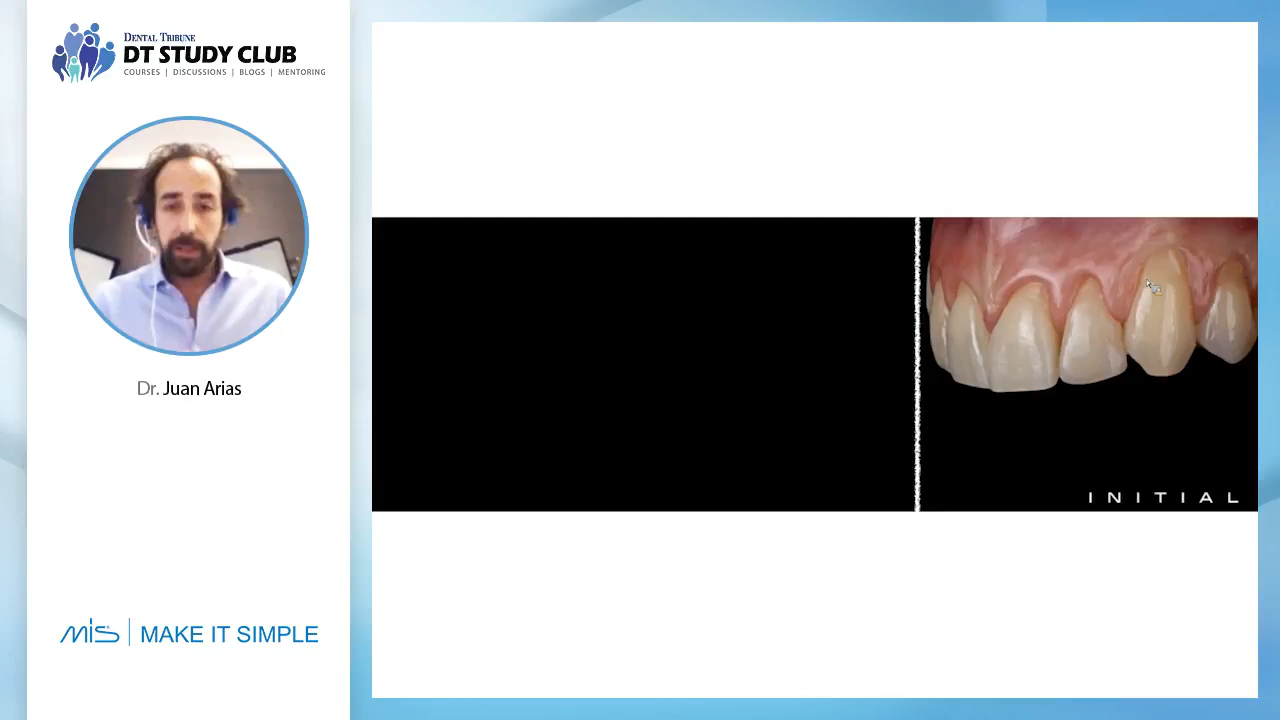 DENTAL TRIBUNE
DT STUDY CLUB
COURSES | DISCUSSIONS | BLOGS | MENTORING
Dr. Juan Arias
INITIAL
mis | MAKE IT SIMPLE